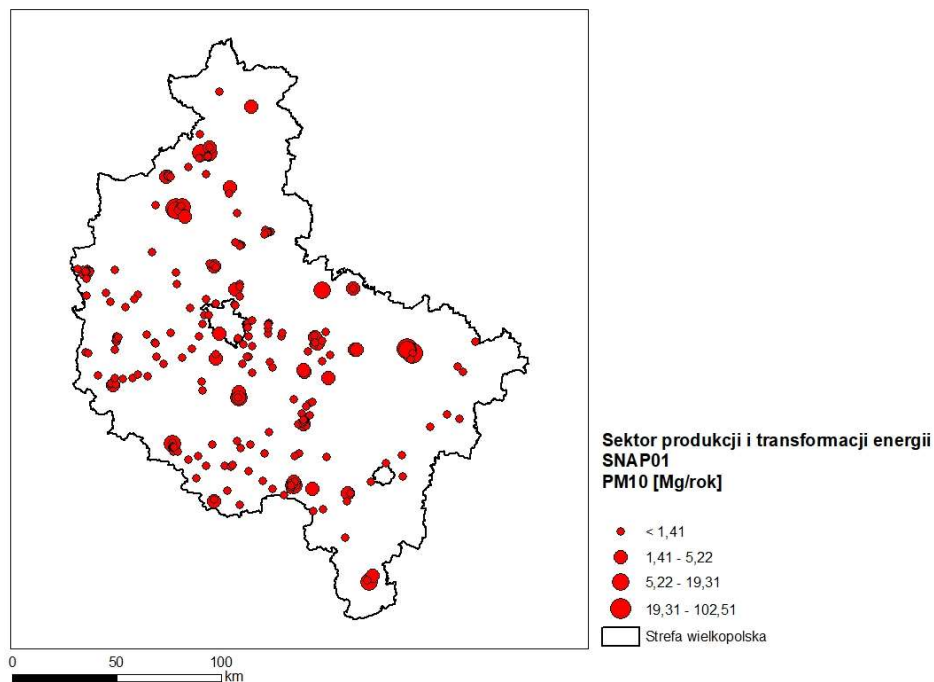 Sektor produkcji i transformacji energii
SNAP01
PM10 [Mg/rok]
< 1,41
1,41 - 5,22
5,22 - 19,31
19,31 - 102,51
Strefa wielkopolska
0 50 100
km